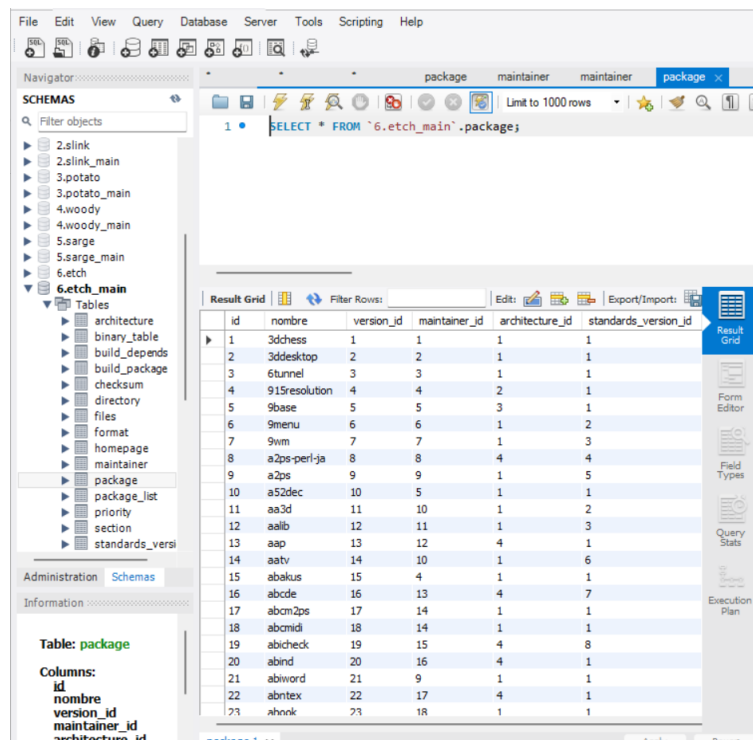 File Edit View Query Database Server Tools Scripting Help
Navigator
SCHEMAS
Filter objects
2.slink
2.slink_main
3.potato
3.potato_main
4.woody
4.woody_main
5.sarge
5.sarge_main
6.etch
6.etch_main
Tables
architecture
binary_table
build_depends
build_package
checksum
directory
files
format
homepage
maintainer
package
package_list
priority
section
standards_versi
Administration Schemas
Information
Table: package
Columns:
id
nombre
version_id
maintainer_id
architecture_id
package maintainer maintainer package
Limit to 1000 rows
1 SELECT * FROM `6.etch_main`.package;
Result Grid Filter Rows: Edit: Export/Import:
id nombre version_id maintainer_id architecture_id standards_version_id
1 3dchess 1 1 1 1
2 3ddesktop 2 2 1 1
3 6tunnel 3 3 1 1
4 915resolution 4 4 2 1
5 9base 5 5 3 1
6 9menu 6 6 1 2
7 9wm 7 7 1 3
8 a2ps-perl-ja 8 8 4 4
9 a2ps 9 9 1 5
10 a52dec 10 5 1 1
11 aa3d 11 10 1 2
12 aalib 12 11 1 3
13 aap 13 12 4 1
14 aatv 14 10 1 6
15 abakus 15 4 1 1
16 abcde 16 13 4 7
17 abcm2ps 17 14 1 1
18 abcmidi 18 14 1 1
19 abicheck 19 15 4 8
20 abind 20 16 4 1
21 abiword 21 9 1 1
22 abntex 22 17 4 1
23 abook 23 18 1 1
Result
Grid
Form
Editor
Field
Types
Query
Stats
Execution
Plan